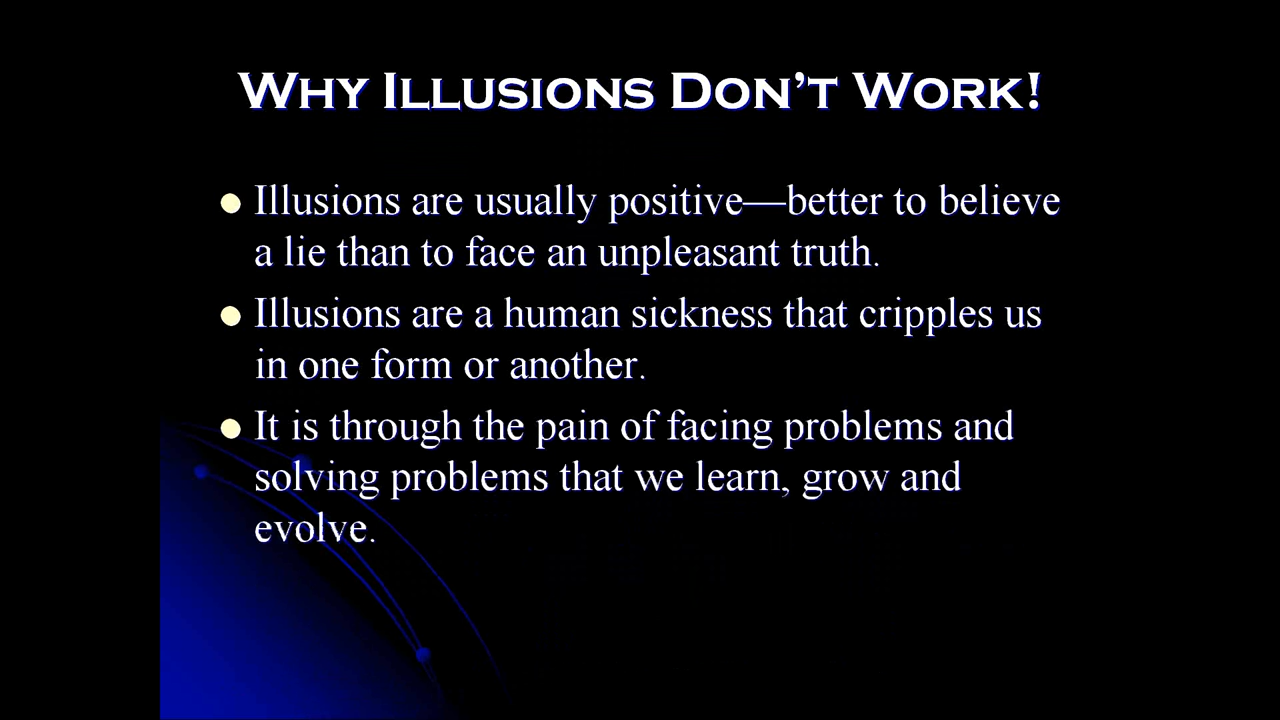 WHY ILLUSIONS DON'T WORK!
Illusions are usually positive—better to believe
a lie than to face an unpleasant truth.
Illusions are a human sickness that cripples us
in one form or another.
It is through the pain of facing problems and
solving problems that we learn, grow and
evolve.